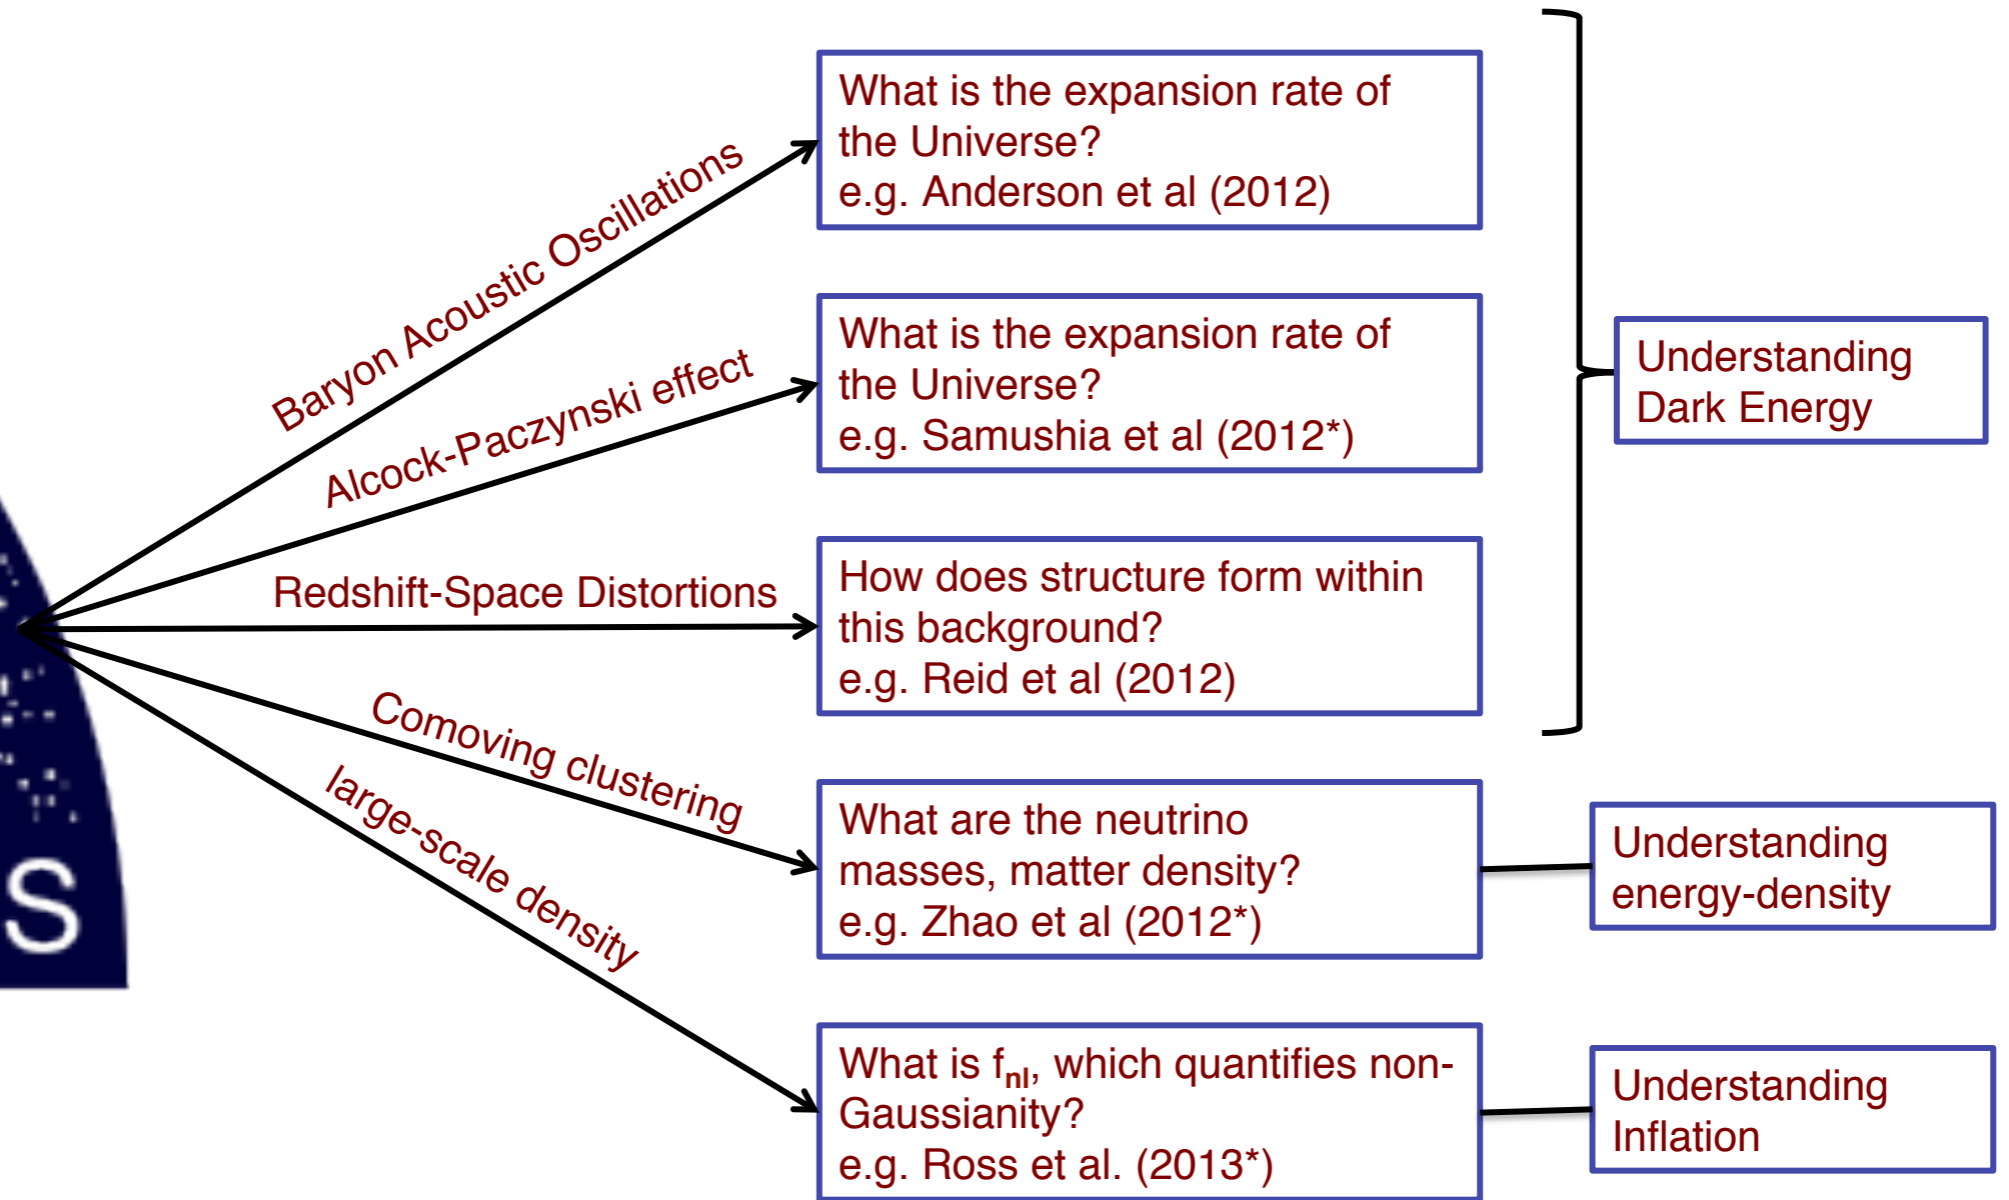 Baryon Acoustic Oscillations
What is the expansion rate of
the Universe?
e.g. Anderson et al (2012)
Alcock-Paczynski effect
What is the expansion rate of
the Universe?
e.g. Samushia et al (2012*)
Understanding
Dark Energy
Redshift-Space Distortions
How does structure form within
this background?
e.g. Reid et al (2012)
Comoving clustering
What are the neutrino
masses, matter density?
e.g. Zhao et al (2012*)
Understanding
energy-density
large-scale density
What is fnl, which quantifies non-
Gaussianity?
e.g. Ross et al. (2013*)
Understanding
Inflation
S